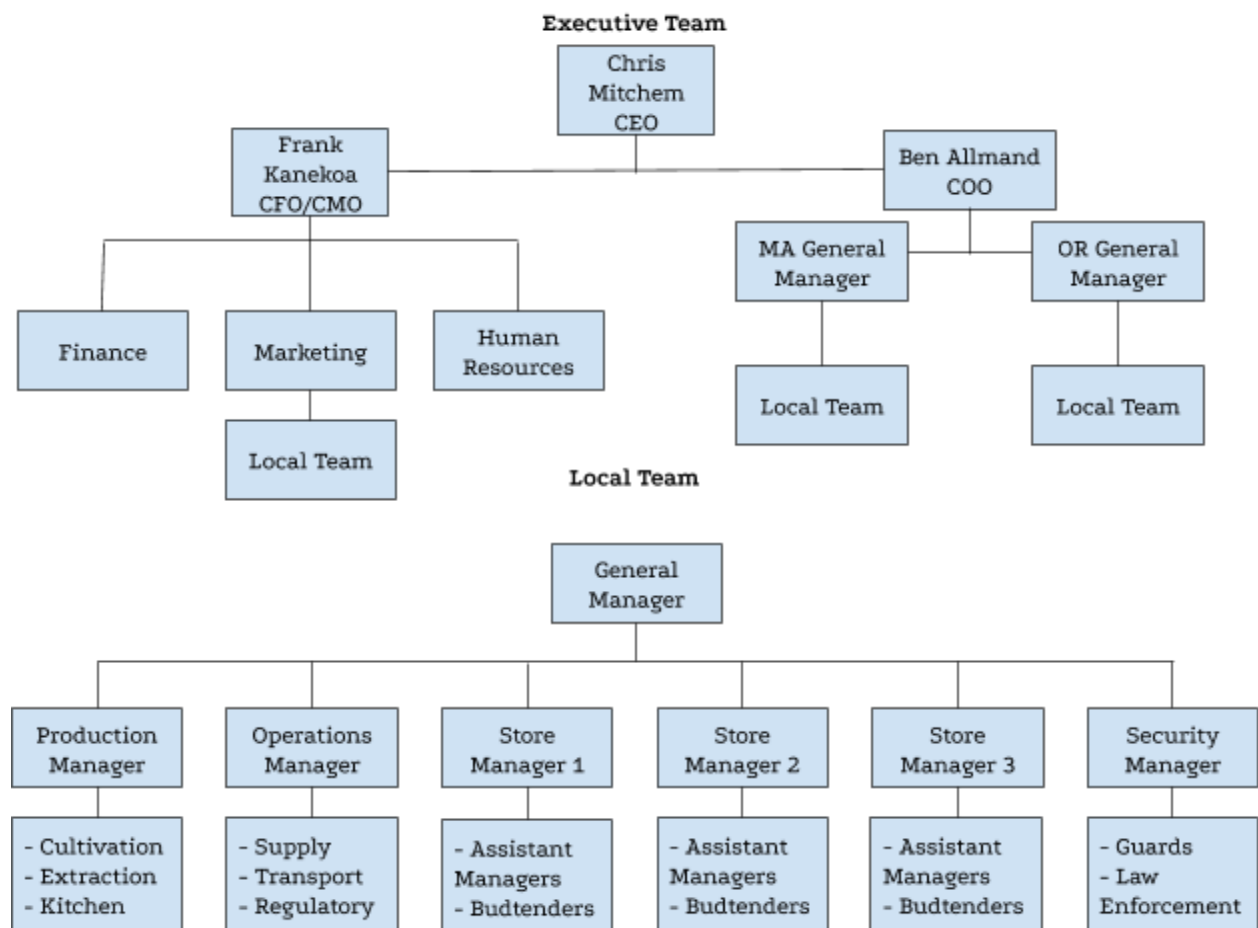 Executive Team
Chris
Mitchem
CEO
Frank
Kanekoa
CFO/CMO
Ben Allmand
COO
MA General
Manager
OR General
Manager
Finance
Marketing
Human
Resources
Local Team
Local Team
Local Team
Local Team
General
Manager
Production
Manager
Operations
Manager
Store
Manager 1
Store
Manager 2
Store
Manager 3
Security
Manager
- Cultivation
- Extraction
- Kitchen
- Supply
- Transport
- Regulatory
- Assistant
Managers
- Budtenders
- Assistant
Managers
- Budtenders
- Assistant
Managers
- Budtenders
- Guards
- Law
Enforcement